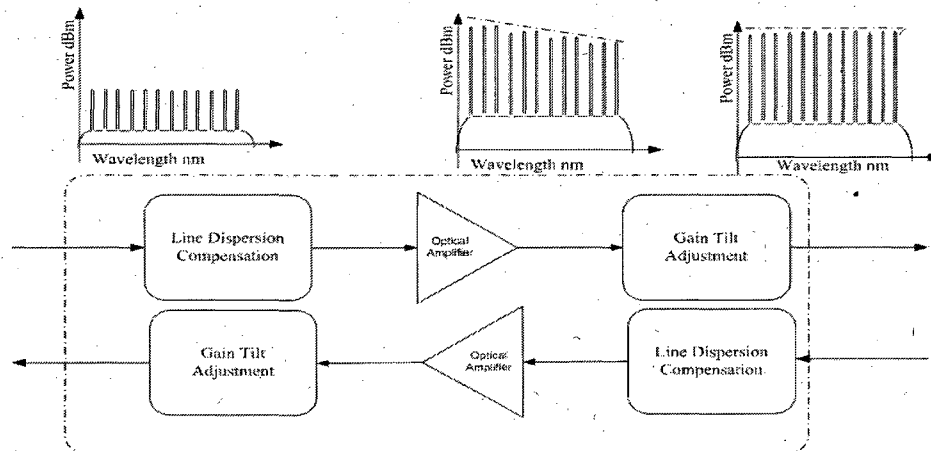 Power dBm
Wavelength nm
Power dBm
Wavelength nm
Power dBm
Wavelength nm
Line Dispersion
Compensation
Optical
Amplifier
Gain Tilt
Adjustment
Gain Tilt
Adjustment
Optical
Amplifier
Line Dispersion
Compensation